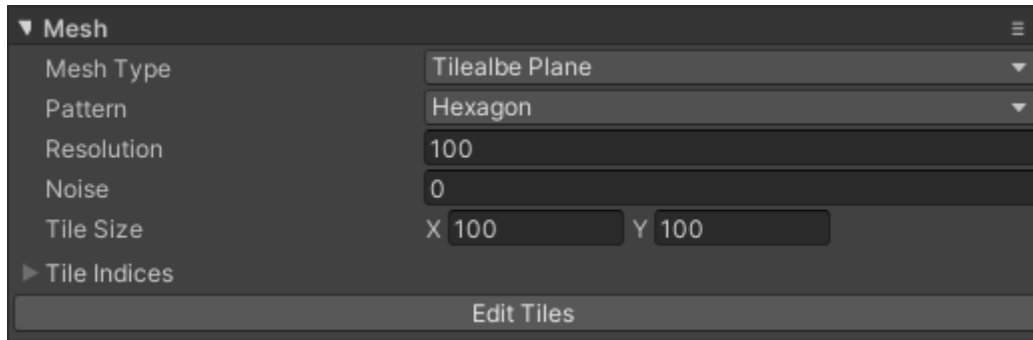 Mesh
Mesh Type Tilealbe Plane
Pattern Hexagon
Resolution 100
Noise 0
Tile Size X 100 Y 100
Tile Indices
Edit Tiles